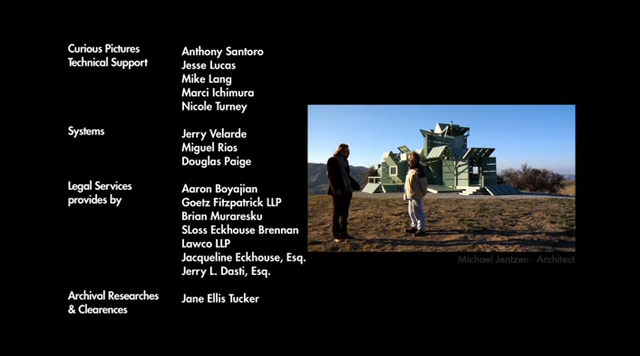 Curious Pictures
Technical Support
Anthony Santoro
Jesse Lucas
Mike Lang
Marci Ichimura
Nicole Turney
Systems
Jerry Velarde
Miguel Rios
Douglas Paige
Legal Services
provides by
Aaron Boyajian
Goetz Fitzpatrick LLP
Brian Muraresku
SLoss Eckhouse Brennan
Lawco LLP
Jacqueline Eckhouse, Esq.
Jerry L. Dasti, Esq.
Archival Researches
& Clearences
Jane Ellis Tucker
Michael Jentzen - Architect